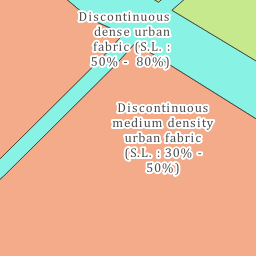 Discontinuous
dense urban
fabric (S.L. :
50% -  80%)
Discontinuous
medium density
urban fabric
(S.L. : 30% -
50%)